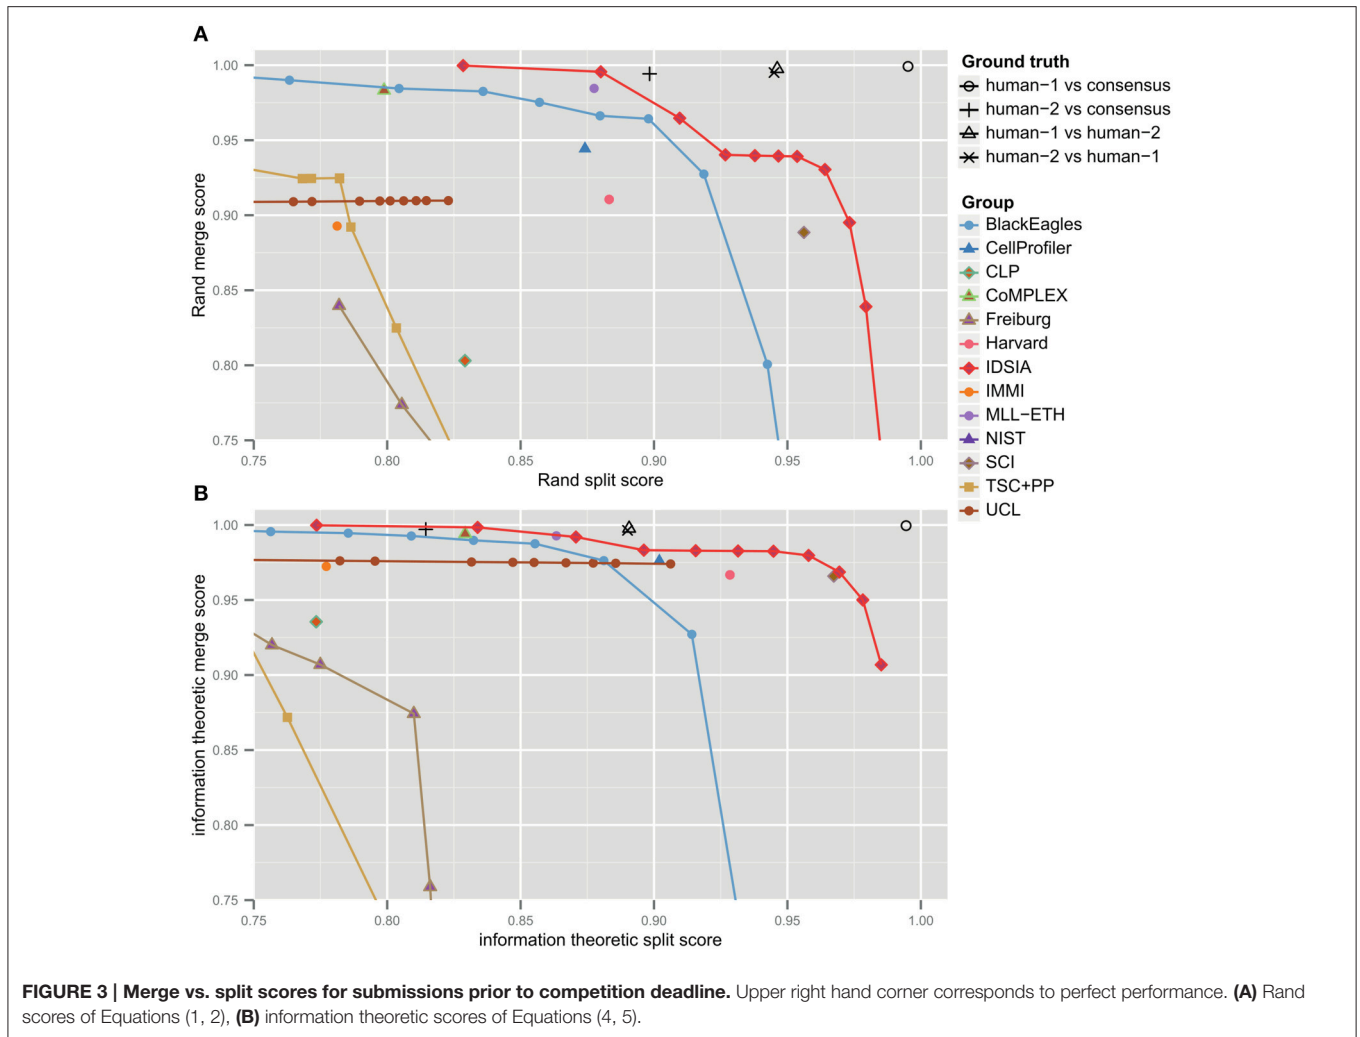 A
1.00
0.95
0.90
0.85
0.80
0.75
Rand merge score
0.75 0.80 0.85 0.90 0.95 1.00
Rand split score
B
1.00
0.95
0.90
0.85
0.80
0.75
information theoretic merge score
0.75 0.80 0.85 0.90 0.95 1.00
information theoretic split score
Ground truth
human−1 vs consensus
human−2 vs consensus
human−1 vs human−2
human−2 vs human−1
Group
BlackEagles
CellProfiler
CLP
CoMPLEX
Freiburg
Harvard
IDSIA
IMMI
MLL−ETH
NIST
SCI
TSC+PP
UCL
FIGURE 3 | Merge vs. split scores for submissions prior to competition deadline. Upper right hand corner corresponds to perfect performance. (A) Rand
scores of Equations (1, 2), (B) information theoretic scores of Equations (4, 5).